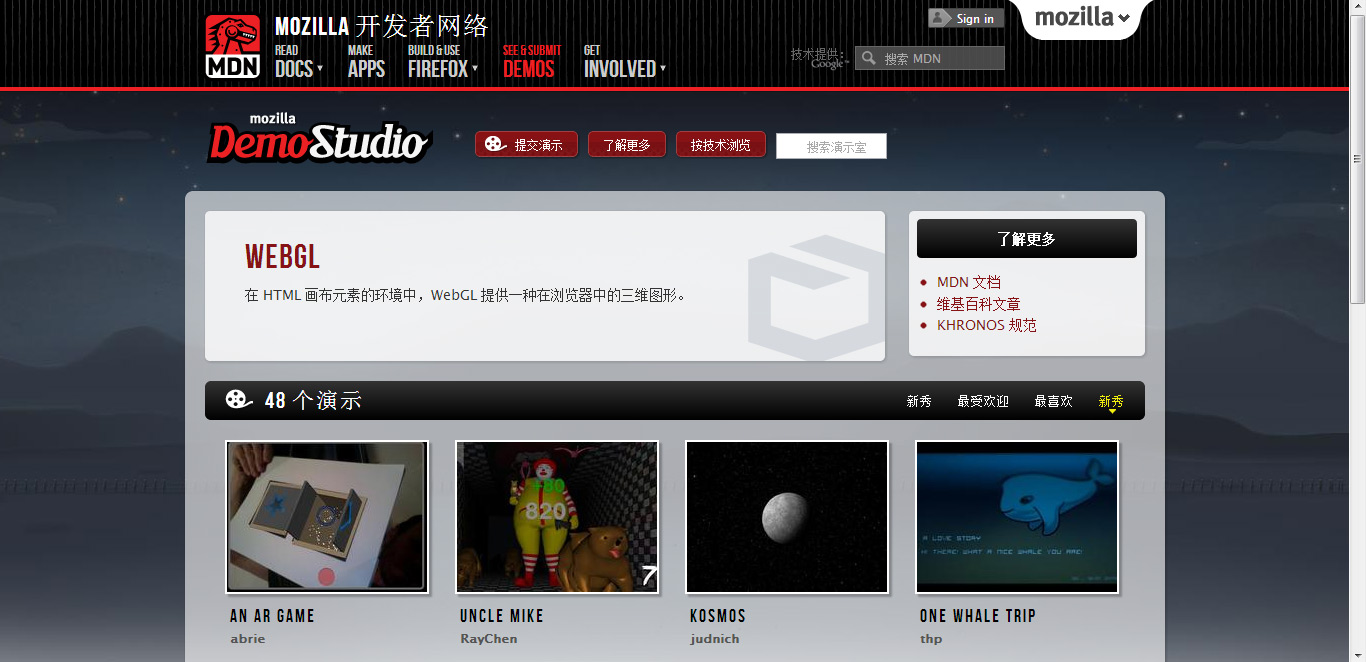 MOZILLA 开发者网络
Sign in
mozilla
MDN
READ
DOCS
MAKE
APPS
BUILD & USE
FIREFOX
SEE & SUBMIT
DEMOS
GET
INVOLVED
技术提供：
Google™
搜索 MDN
mozilla
DemoStudio
提交演示
了解更多
按技术浏览
搜索演示室
WEBGL
在 HTML 画布元素的环境中，WebGL 提供一种在浏览器中的三维图形。
了解更多
MDN 文档
维基百科文章
KHRONOS 规范
48 个演示
新秀
最受欢迎
最喜欢
新秀
+80
820
7
A LOVE STORY
HI THERE! WHAT A NICE WHALE YOU ARE!
AN AR GAME
abrie
UNCLE MIKE
RayChen
KOSMOS
judnich
ONE WHALE TRIP
thp